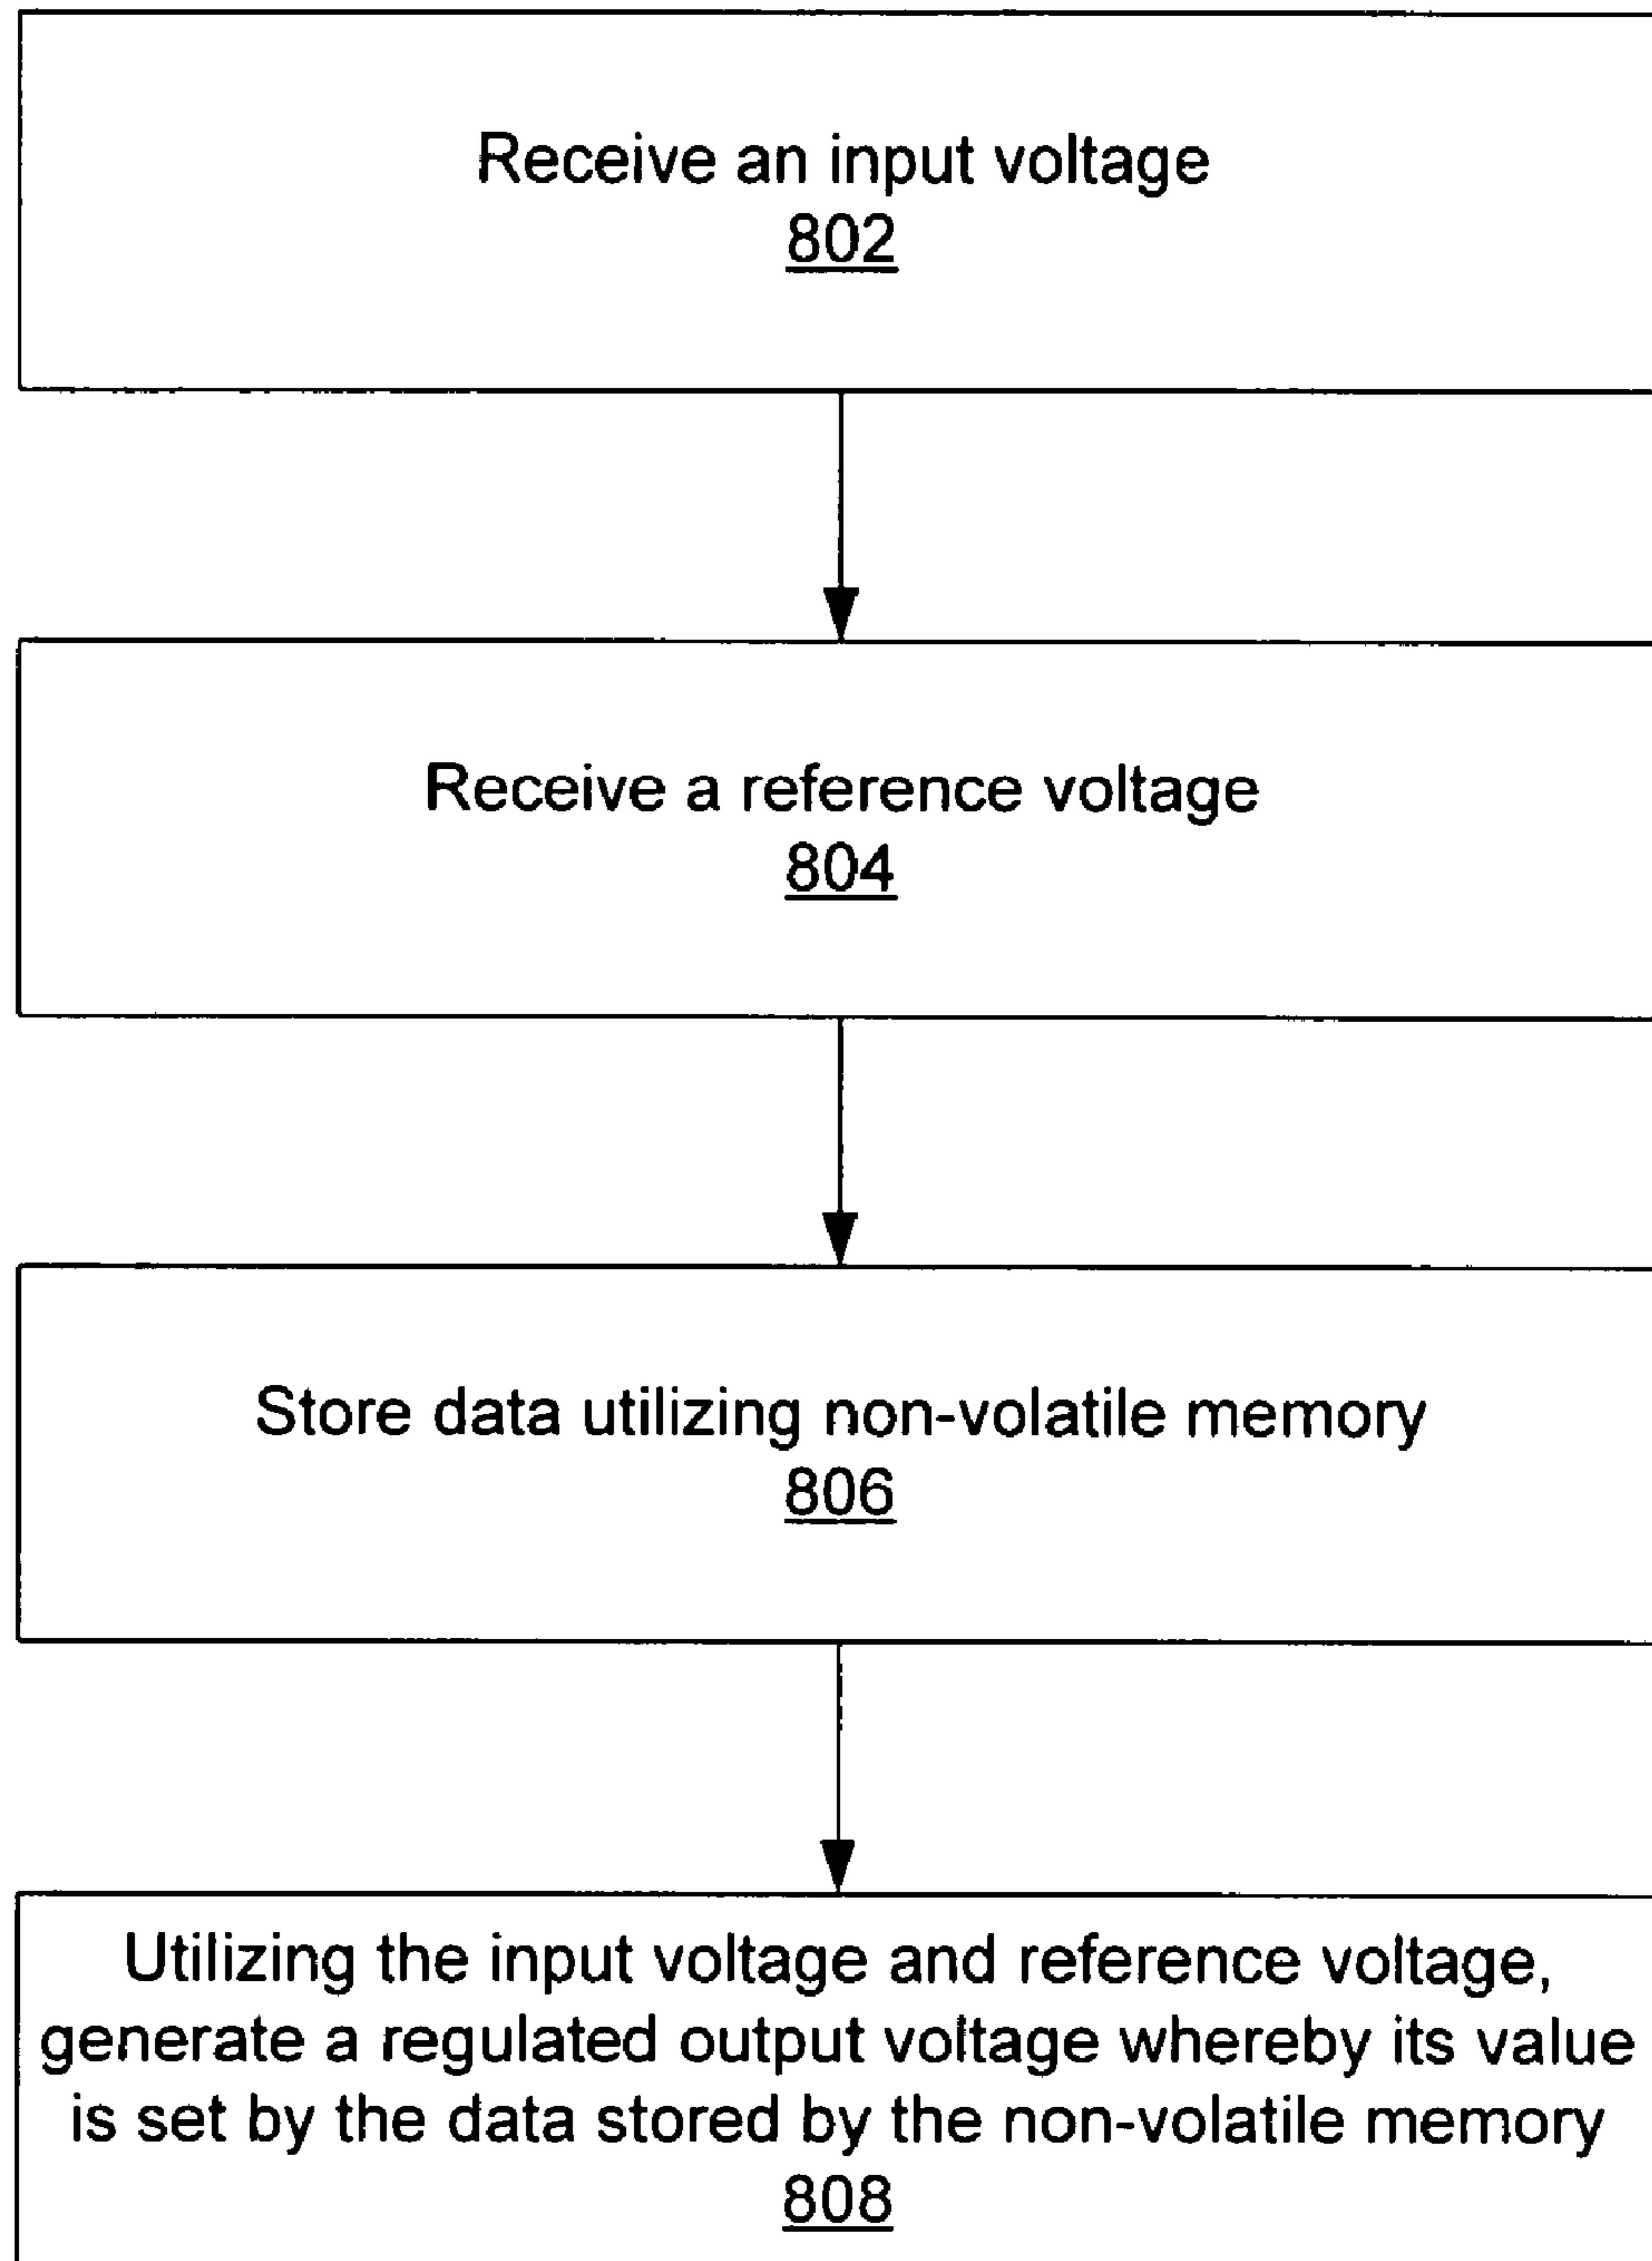 Receive an input voltage
802
Receive a reference voltage
804
Store data utilizing non-volatile memory
806
Utilizing the input voltage and reference voltage,
generate a regulated output voltage whereby its value
is set by the data stored by the non-volatile memory
808